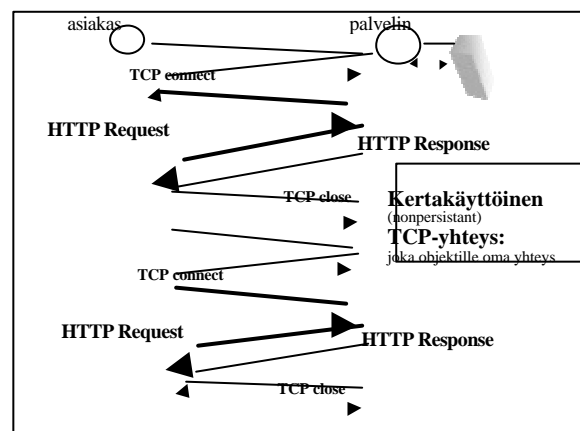 asiakas
palvelin
TCP connect
HTTP Request
HTTP Response
TCP close
Kertakäyttöinen
(nonpersistant)
TCP-yhteys:
joka objektille oma yhteys
TCP connect
HTTP Request
HTTP Response
TCP close